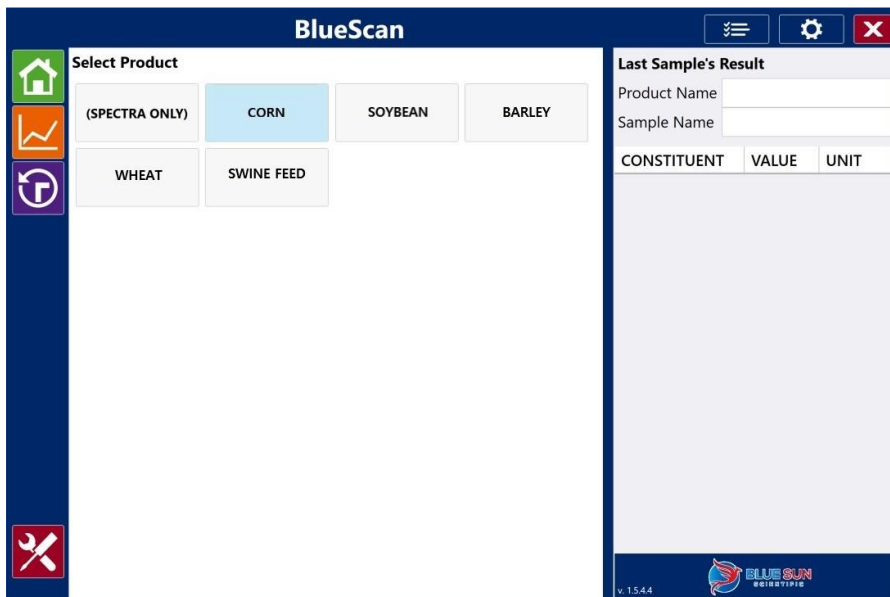 BlueScan
Select Product
(SPECTRA ONLY)
CORN
SOYBEAN
BARLEY
WHEAT
SWINE FEED
Last Sample's Result
Product Name
Sample Name
CONSTITUENT VALUE UNIT
v. 1.5.4.4
BLUE SUN
SCIENTIFIC